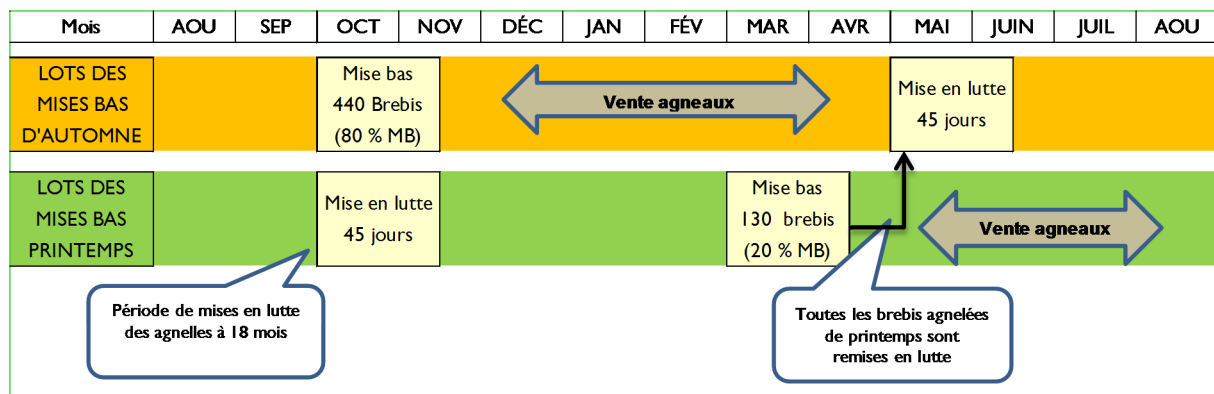 Mois AOU SEP OCT NOV DÉC JAN FÉV MAR AVR MAI JUIN JUIL AOU
LOTS DES
MISES BAS
D'AUTOMNE
Mise bas
440 Brebis
(80 % MB)
Vente agneaux
Mise en lutte
45 jours
LOTS DES
MISES BAS
PRINTEMPS
Mise en lutte
45 jours
Mise bas
130 brebis
(20 % MB)
Vente agneaux
Période de mises en lutte
des agnelles à 18 mois
Toutes les brebis agnelées
de printemps sont
remises en lutte